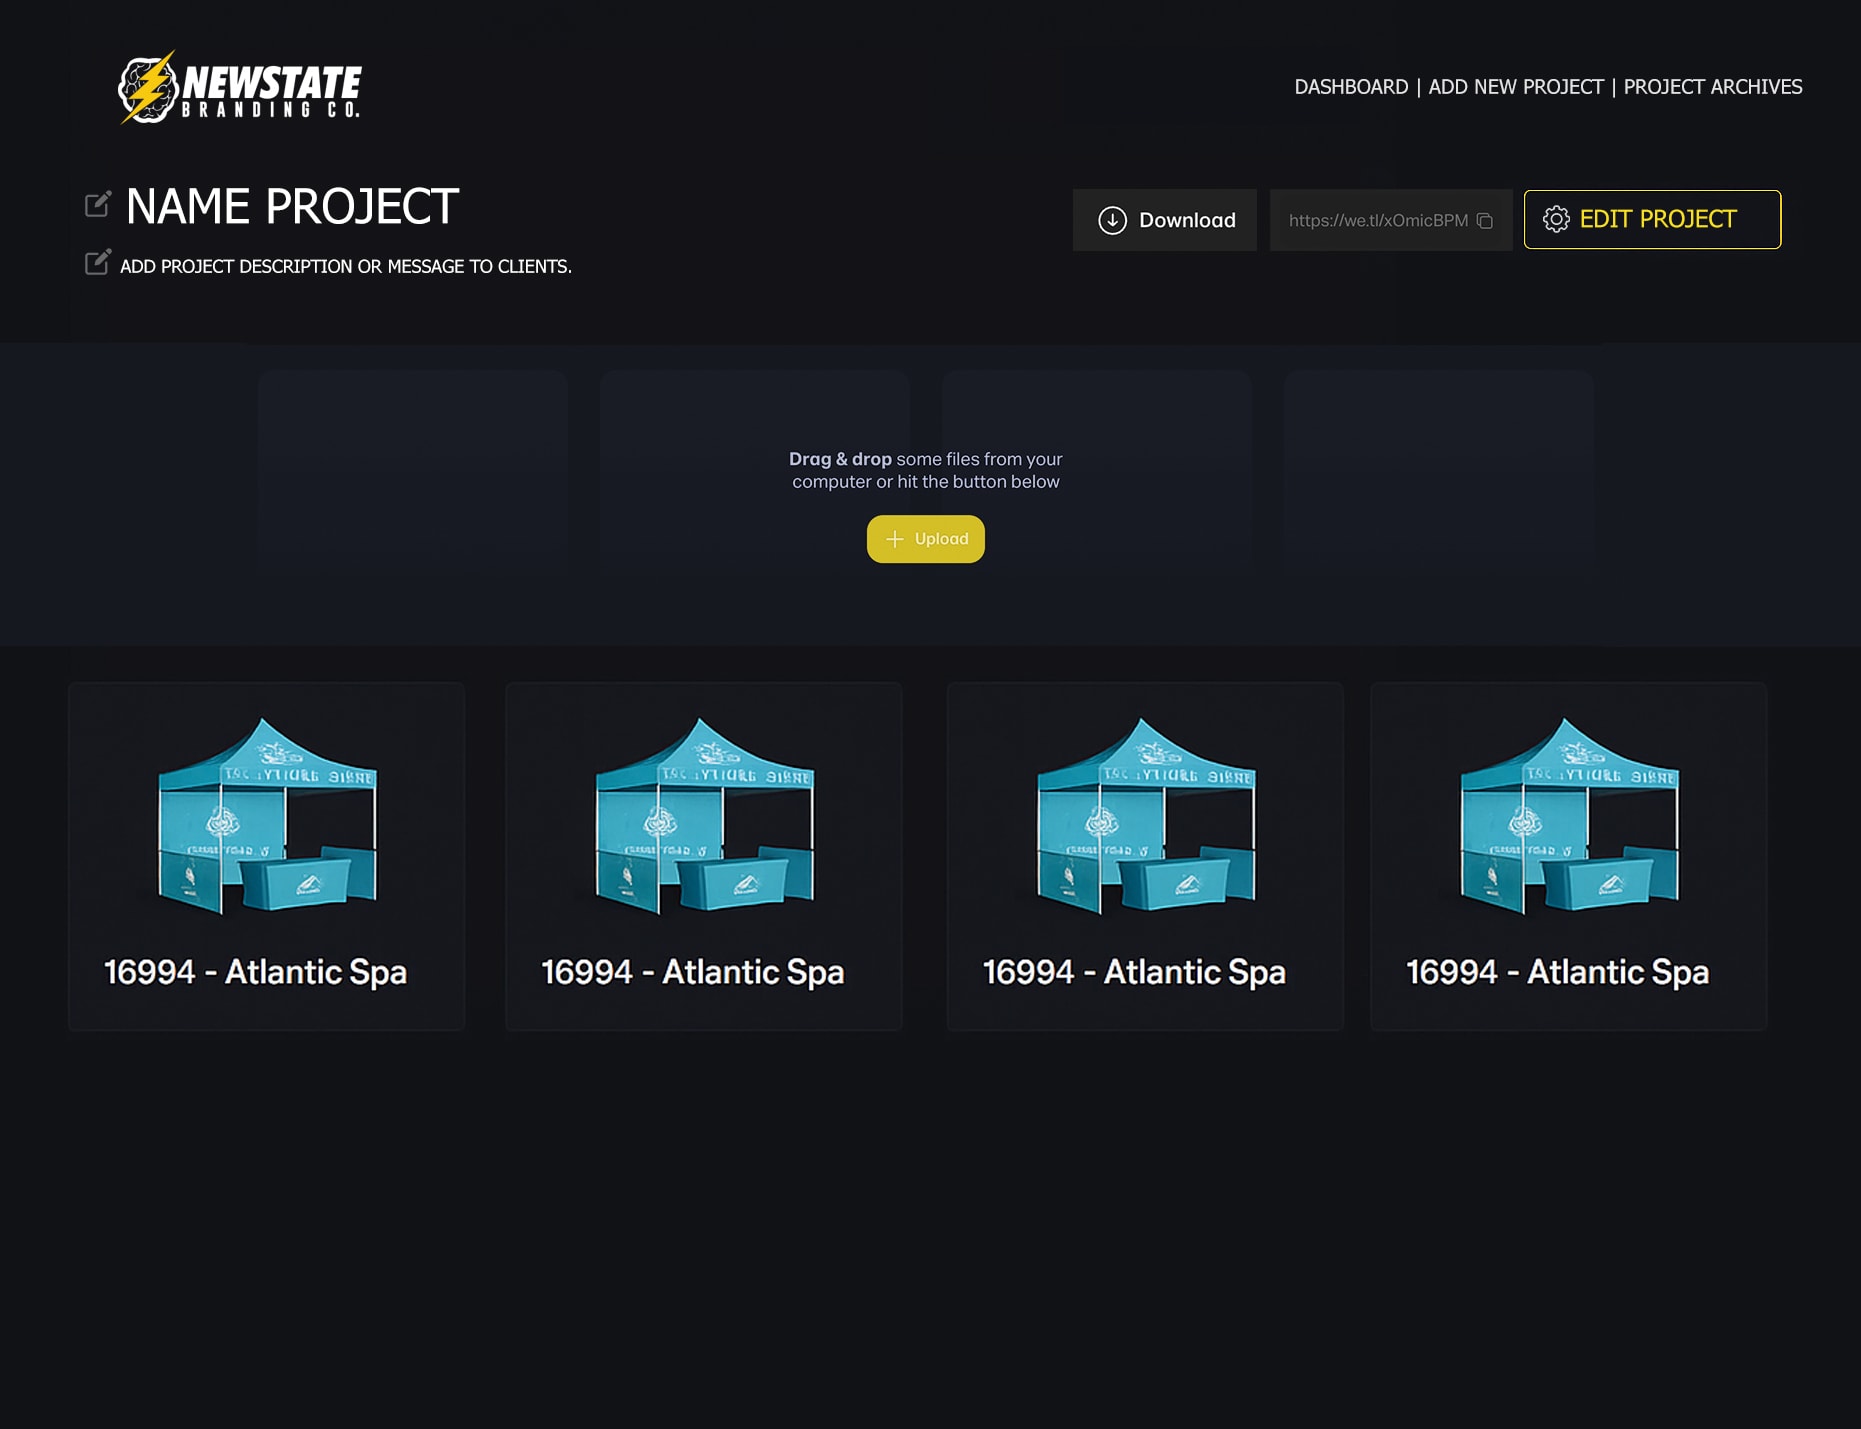 NEWSTATE
BRANDING CO.
DASHBOARD | ADD NEW PROJECT | PROJECT ARCHIVES
NAME PROJECT
Download
https://we.tl/xOmicBPM
EDIT PROJECT
ADD PROJECT DESCRIPTION OR MESSAGE TO CLIENTS.
Drag & drop some files from your
computer or hit the button below
Upload
16994 - Atlantic Spa
16994 - Atlantic Spa
16994 - Atlantic Spa
16994 - Atlantic Spa